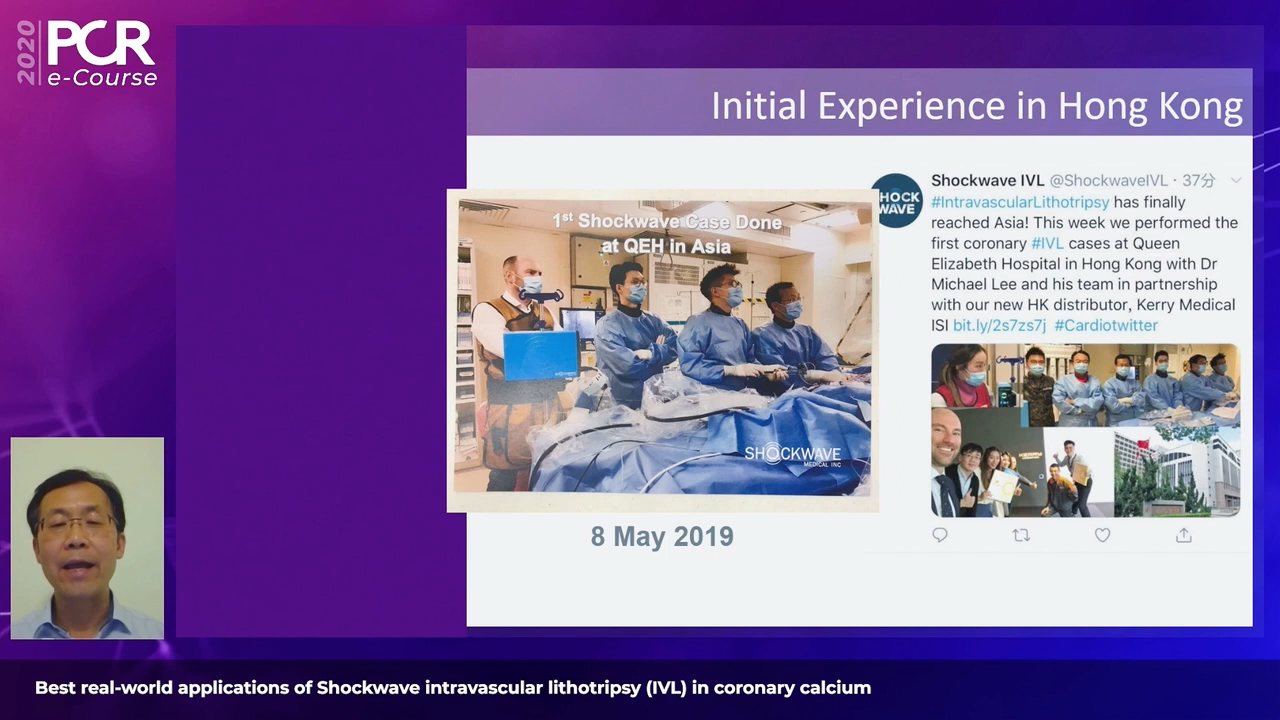 2020
PCR
e-Course
Initial Experience in Hong Kong
1st Shockwave Case Done
at QEH in Asia
SHOCKWAVE
MEDICAL INC
8 May 2019
SHOCK
WAVE
Shockwave IVL @ShockwaveIVL · 37分
#IntravascularLithotripsy has finally
reached Asia! This week we performed the
first coronary #IVL cases at Queen
Elizabeth Hospital in Hong Kong with Dr
Michael Lee and his team in partnership
with our new HK distributor, Kerry Medical
ISI bit.ly/2s7zs7j #Cardiotwitter
Best real-world applications of Shockwave intravascular lithotripsy (IVL) in coronary calcium